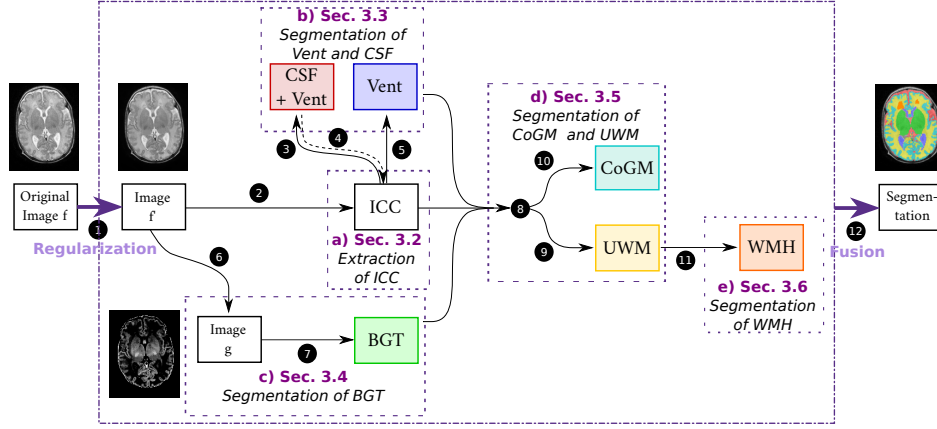 b) Sec. 3.3
Segmentation of
Vent and CSF
CSF
+ Vent
Vent
3
4
5
d) Sec. 3.5
Segmentation of
CoGM and UWM
10
CoGM
Original
Image f
1
Regularization
Image
f'
2
ICC
a) Sec. 3.2
Extraction
of ICC
8
9
UWM
11
WMH
e) Sec. 3.6
Segmentation
of WMH
12
Fusion
Segmen-
tation
6
Image
g
7
BGT
c) Sec. 3.4
Segmentation of BGT